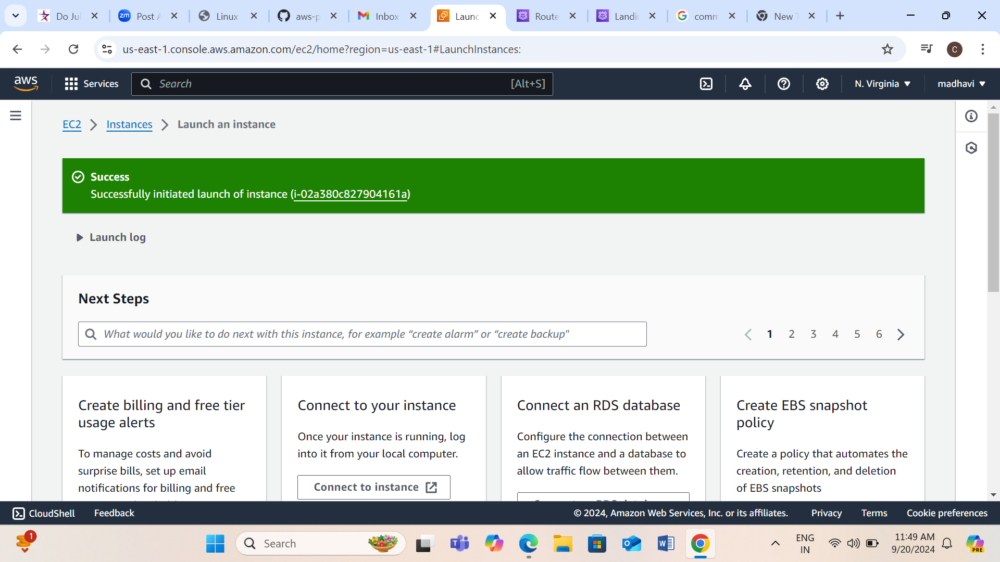 Do Jul
zm
Post A
Linux
aws-p
Inbox
Launc
Route
Landi
comm
New T
us-east-1.console.aws.amazon.com/ec2/home?region=us-east-1#LaunchInstances:
C
aws
Services
Search
[Alt+S]
N. Virginia
madhavi
EC2
Instances
Launch an instance
Success
Successfully initiated launch of instance (i-02a380c827904161a)
Launch log
Next Steps
What would you like to do next with this instance, for example “create alarm” or “create backup"
1 2 3 4 5 6
Create billing and free tier
usage alerts
To manage costs and avoid
surprise bills, set up email
notifications for billing and free
Connect to your instance
Once your instance is running, log
into it from your local computer.
Connect to instance
Connect an RDS database
Configure the connection between
an EC2 instance and a database to
allow traffic flow between them.
Create EBS snapshot
policy
Create a policy that automates the
creation, retention, and deletion
of EBS snapshots
CloudShell
Feedback
© 2024, Amazon Web Services, Inc. or its affiliates.
Privacy
Terms
Cookie preferences
1
Search
ENG
IN
11:49 AM
9/20/2024
PRE